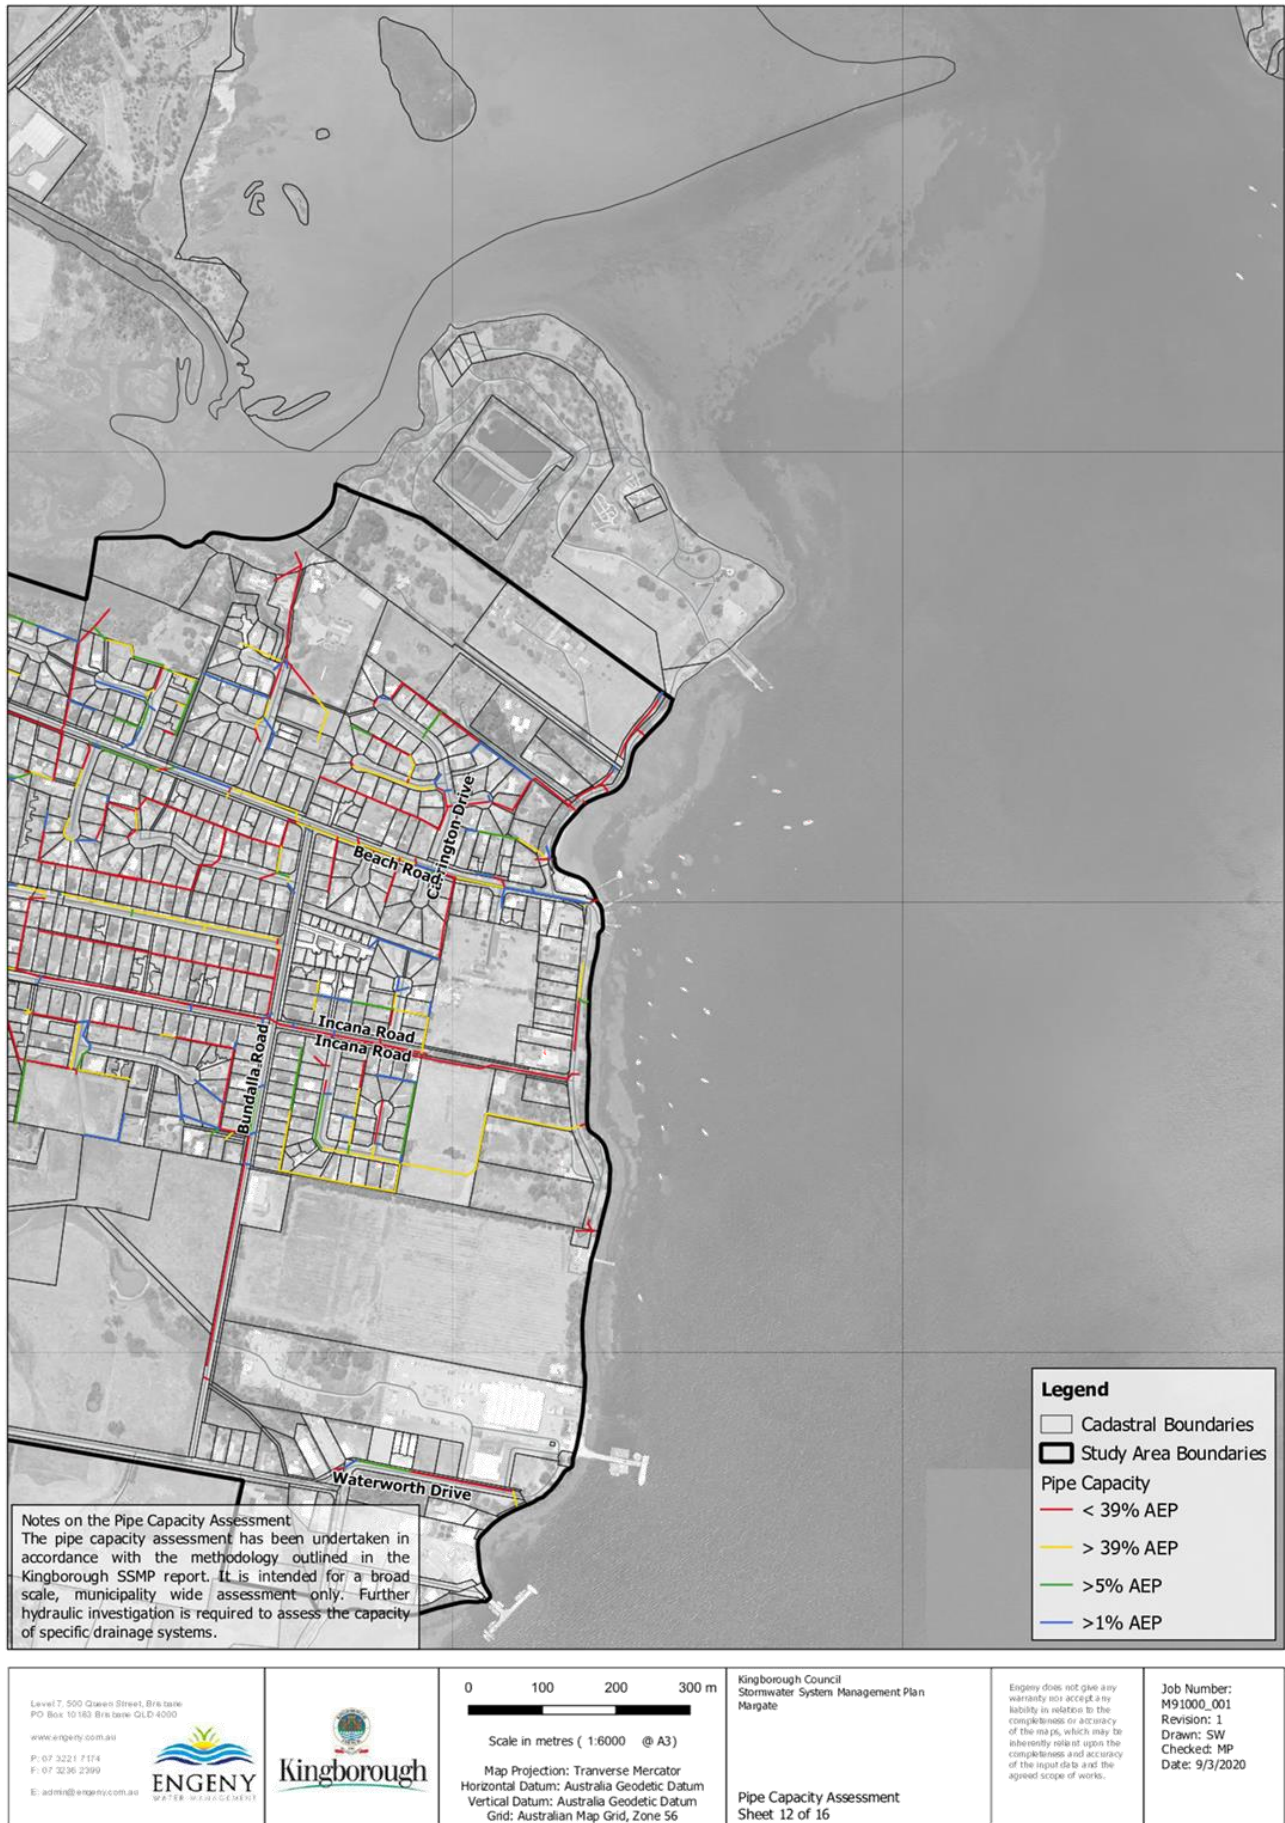 Beach Road
Carrington Drive
Incana Road
Incana Road
Bundalla Road
Waterworth Drive
Legend
Cadastral Boundaries
Study Area Boundaries
Pipe Capacity
< 39% AEP
> 39% AEP
>5% AEP
>1% AEP
Notes on the Pipe Capacity Assessment
The pipe capacity assessment has been undertaken in
accordance with the methodology outlined in the
Kingborough SSMP report. It is intended for a broad
scale, municipality wide assessment only. Further
hydraulic investigation is required to assess the capacity
of specific drainage systems.
Level 7, 500 Queen Street, Brisbane
PO Box 10183 Brisbane QLD 4000
www.engeny.com.au
P: 07 3221 7174
F: 07 3236 2399
E: admin@engeny.com.au
ENGENY
WATER MANAGEMENT
Kingborough
0 100 200 300 m
Scale in metres ( 1:6000 @ A3)
Map Projection: Tranverse Mercator
Horizontal Datum: Australia Geodetic Datum
Vertical Datum: Australia Geodetic Datum
Grid: Australian Map Grid, Zone 56
Kingborough Council
Stormwater System Management Plan
Margate
Pipe Capacity Assessment
Sheet 12 of 16
Engeny does not give any
warranty nor accept any
liability in relation to the
completeness or accuracy
of the maps, which may be
inherently reliant upon the
completeness and accuracy
of the input data and the
agreed scope of works.
Job Number:
M91000_001
Revision: 1
Drawn: SW
Checked: MP
Date: 9/3/2020